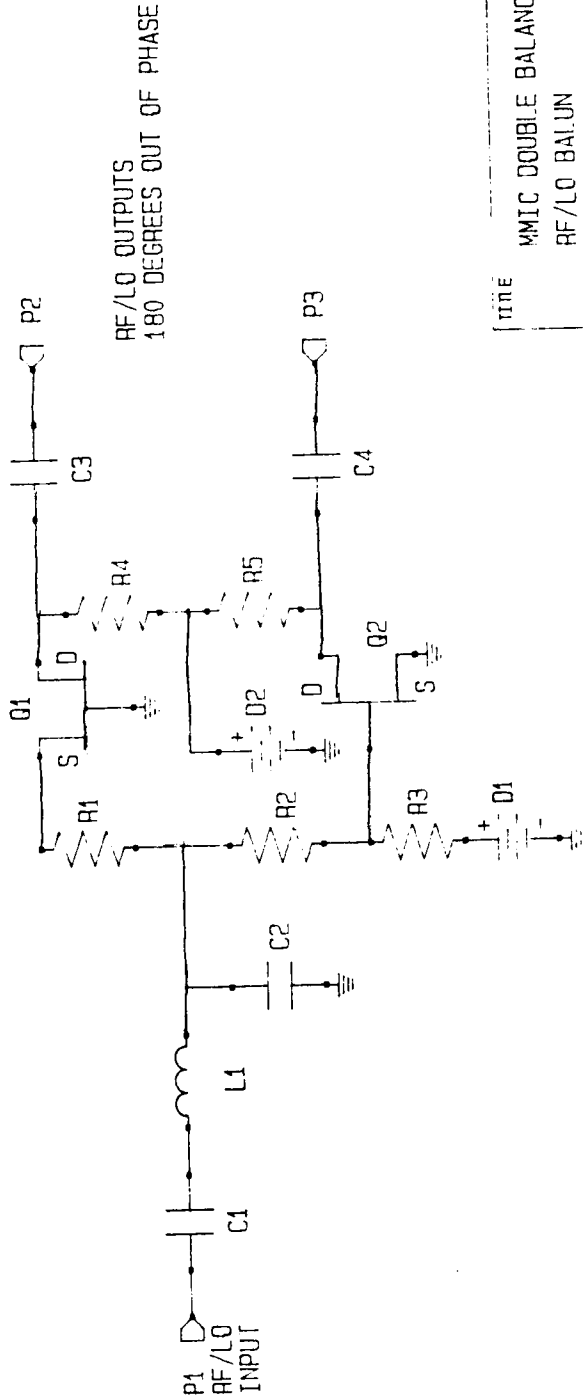 P1
RF/LO
INPUT
C1
L1
C2
R1
R2
R3
D1
+
-
Q1
S
D
D2
+
-
R4
R5
D
Q2
S
C3
P2
C4
P3
RF/LO OUTPUTS
180 DEGREES OUT OF PHASE
TITLE
MMIC DOUBLE BALANC
RF/LO BALUN